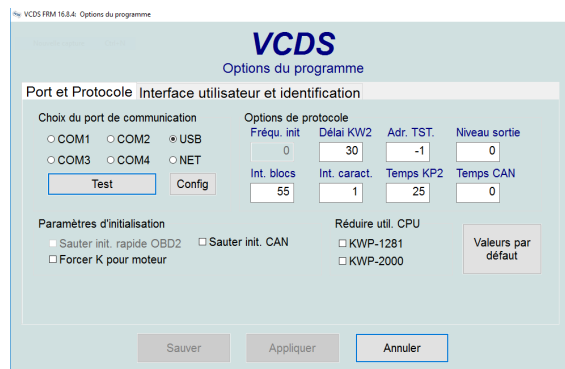 VCDS FRM 16.8.4: Options du programme
VCDS
Options du programme
Port et Protocole Interface utilisateur et identification
Choix du port de communication
COM1 COM2 USB
COM3 COM4 NET
Test Config
Options de protocole
Fréqu. init Délai KW2 Adr. TST. Niveau sortie
0 30 -1 0
Int. blocs Int. caract. Temps KP2 Temps CAN
55 1 25 0
Paramètres d'initialisation
Sauter init. rapide OBD2 Sauter init. CAN
Forcer K pour moteur
Réduire util. CPU
KWP-1281
KWP-2000
Valeurs par
défaut
Sauver Appliquer Annuler